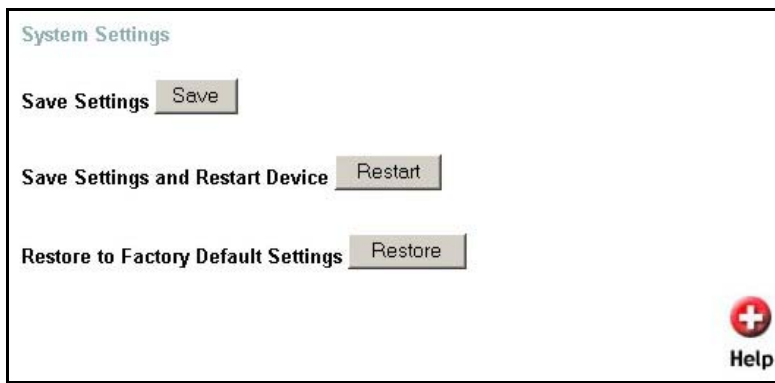 System Settings
Save Settings Save
Save Settings and Restart Device Restart
Restore to Factory Default Settings Restore
Help